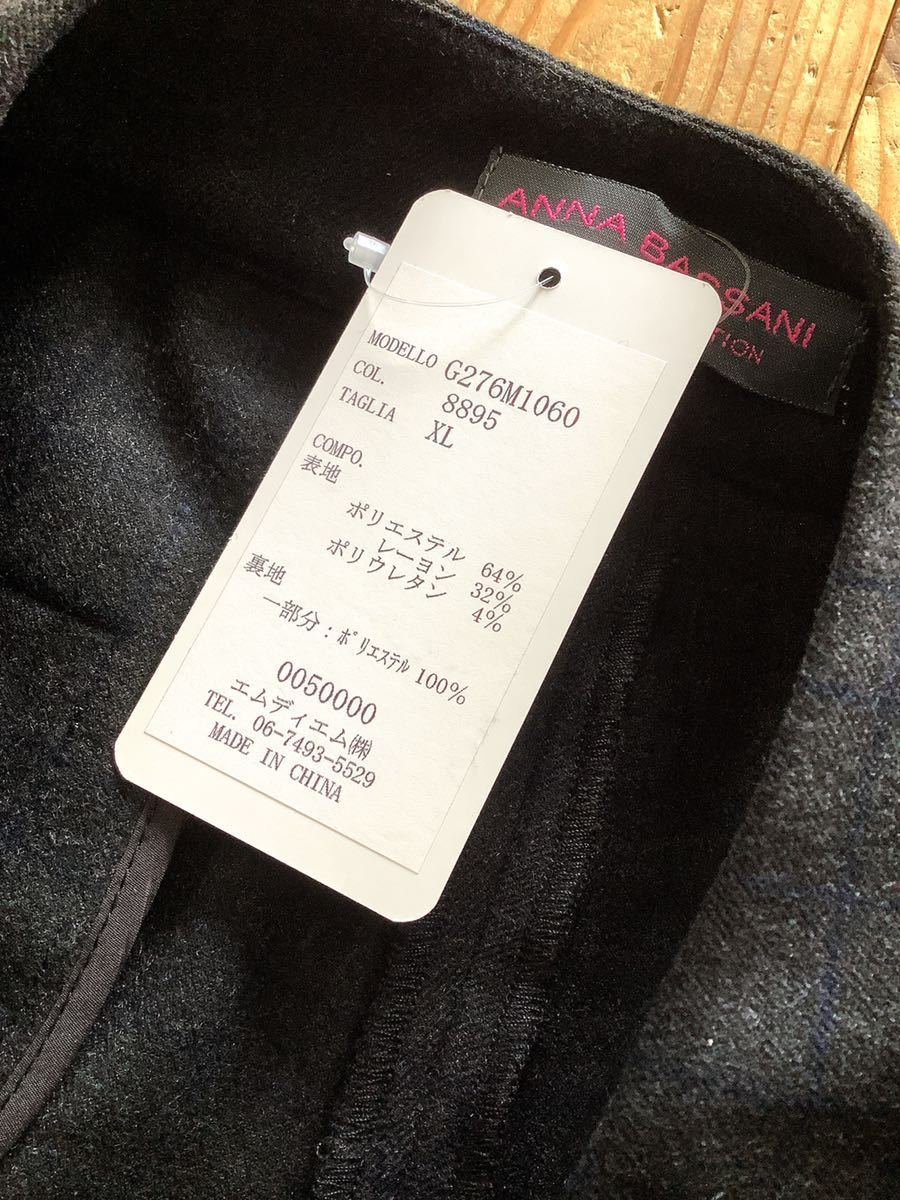 ANNA BASSANI
TION
MODELLO G276M1060
COL. 8895
TAGLIA XL
COMPO.
表地
ポリエステル 64%
レーヨン 32%
ポリウレタン 4%
裏地
一部分:ポリエステル 100%
0050000
エムディエム㈱
TEL. 06-7493-5529
MADE IN CHINA